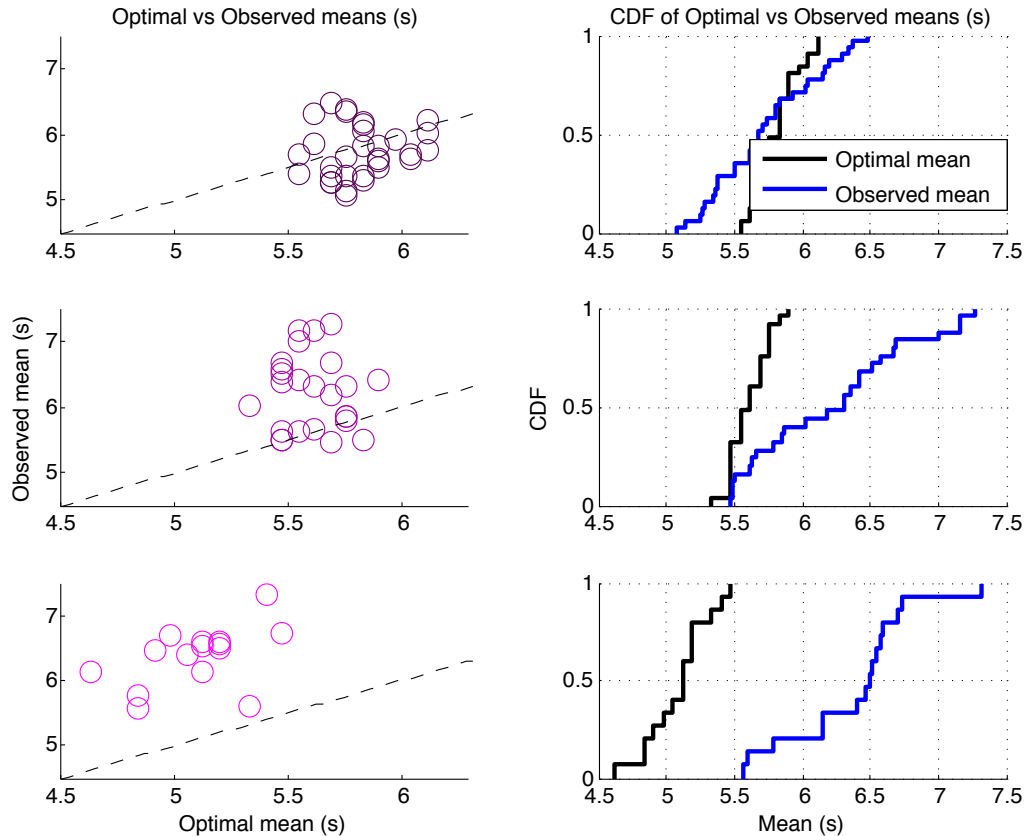 Optimal vs Observed means (s)
CDF of Optimal vs Observed means (s)
7
6
5
4.5 5 5.5 6
1
0.5
0
4.5 5 5.5 6 6.5 7 7.5
Optimal mean
Observed mean
Observed mean (s)
7
6
5
4.5 5 5.5 6
CDF
1
0.5
0
4.5 5 5.5 6 6.5 7 7.5
7
6
5
4.5 5 5.5 6
Optimal mean (s)
1
0.5
0
4.5 5 5.5 6 6.5 7 7.5
Mean (s)